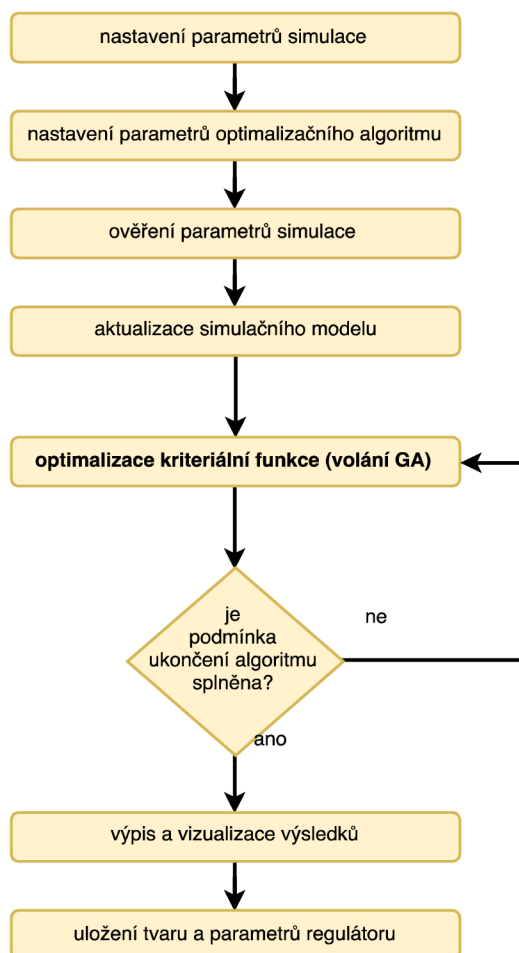 nastavení parametrů simulace
nastavení parametrů optimalizačního algoritmu
ověření parametrů simulace
aktualizace simulačního modelu
optimalizace kriteriální funkce (volání GA)
je
podmínka
ukončení algoritmu
splněna?
ne
ano
výpis a vizualizace výsledků
uložení tvaru a parametrů regulátoru